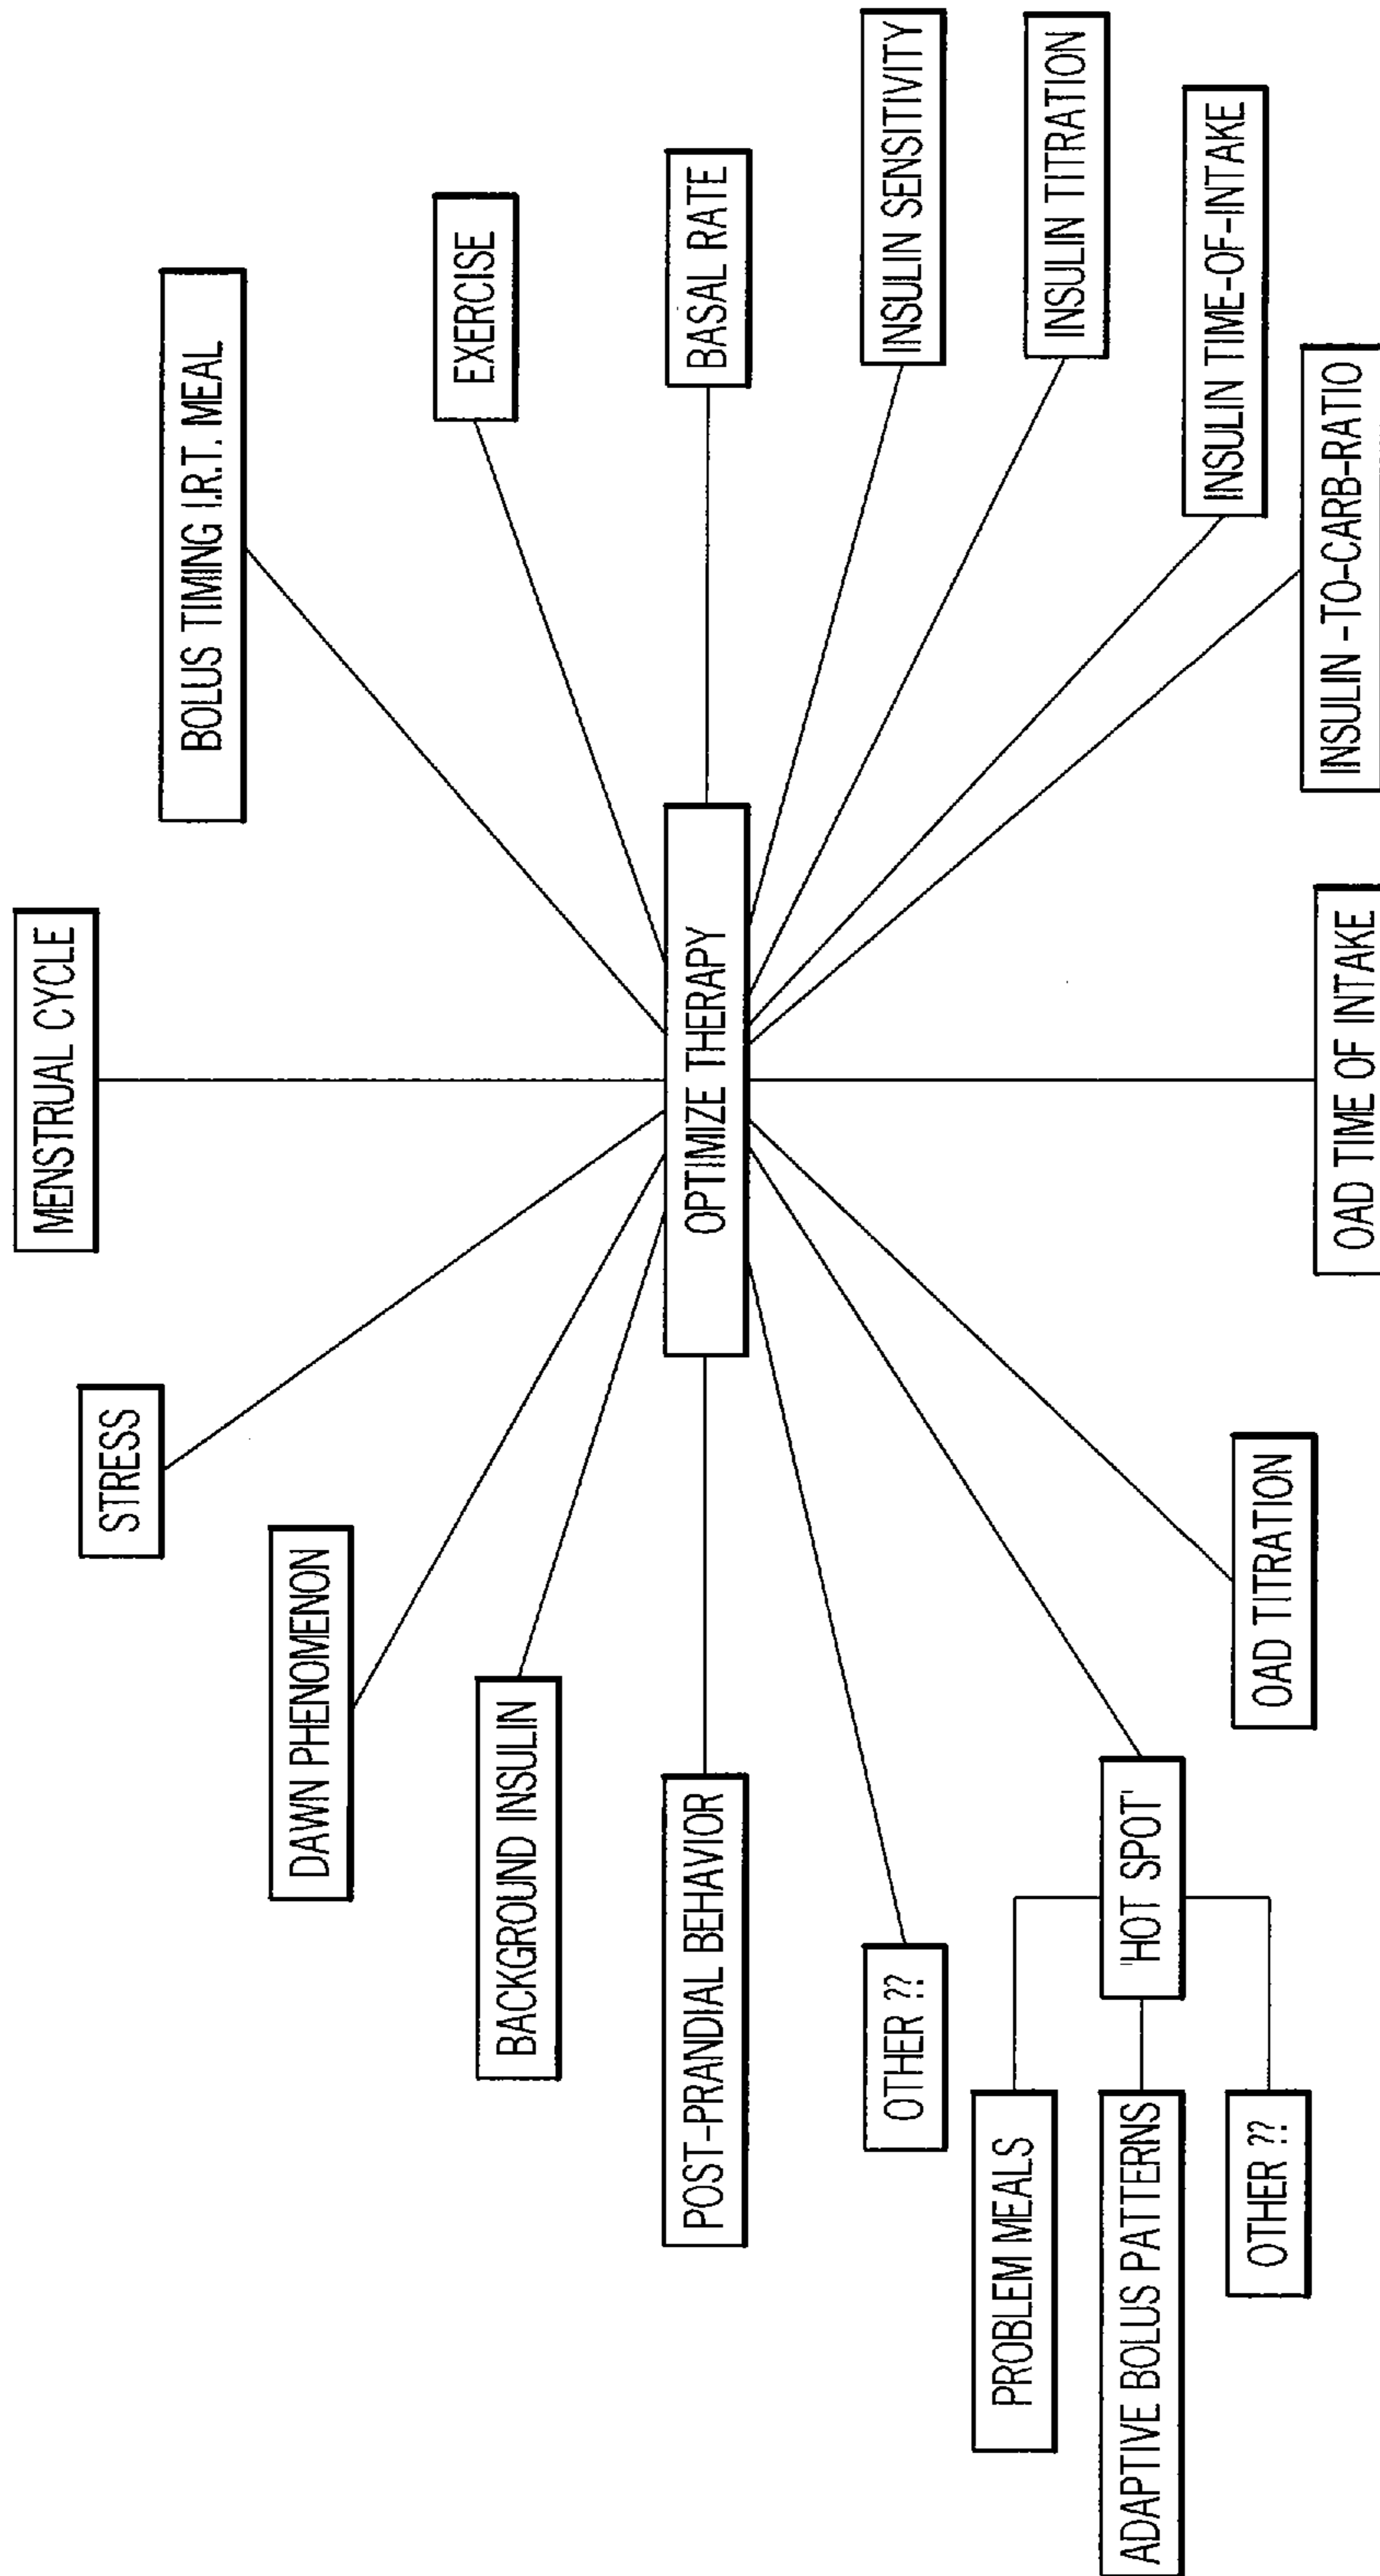 MENSTRUAL CYCLE
STRESS
BOLUS TIMING I.R.T. MEAL
DAWN PHENOMENON
EXERCISE
BACKGROUND INSULIN
POST-PRANDIAL BEHAVIOR
OPTIMIZE THERAPY
BASAL RATE
OTHER ??
INSULIN SENSITIVITY
PROBLEM MEALS
INSULIN TITRATION
ADAPTIVE BOLUS PATTERNS
'HOT SPOT'
INSULIN TIME-OF-INTAKE
OTHER ??
OAD TITRATION
INSULIN -TO-CARB-RATIO
OAD TIME OF INTAKE